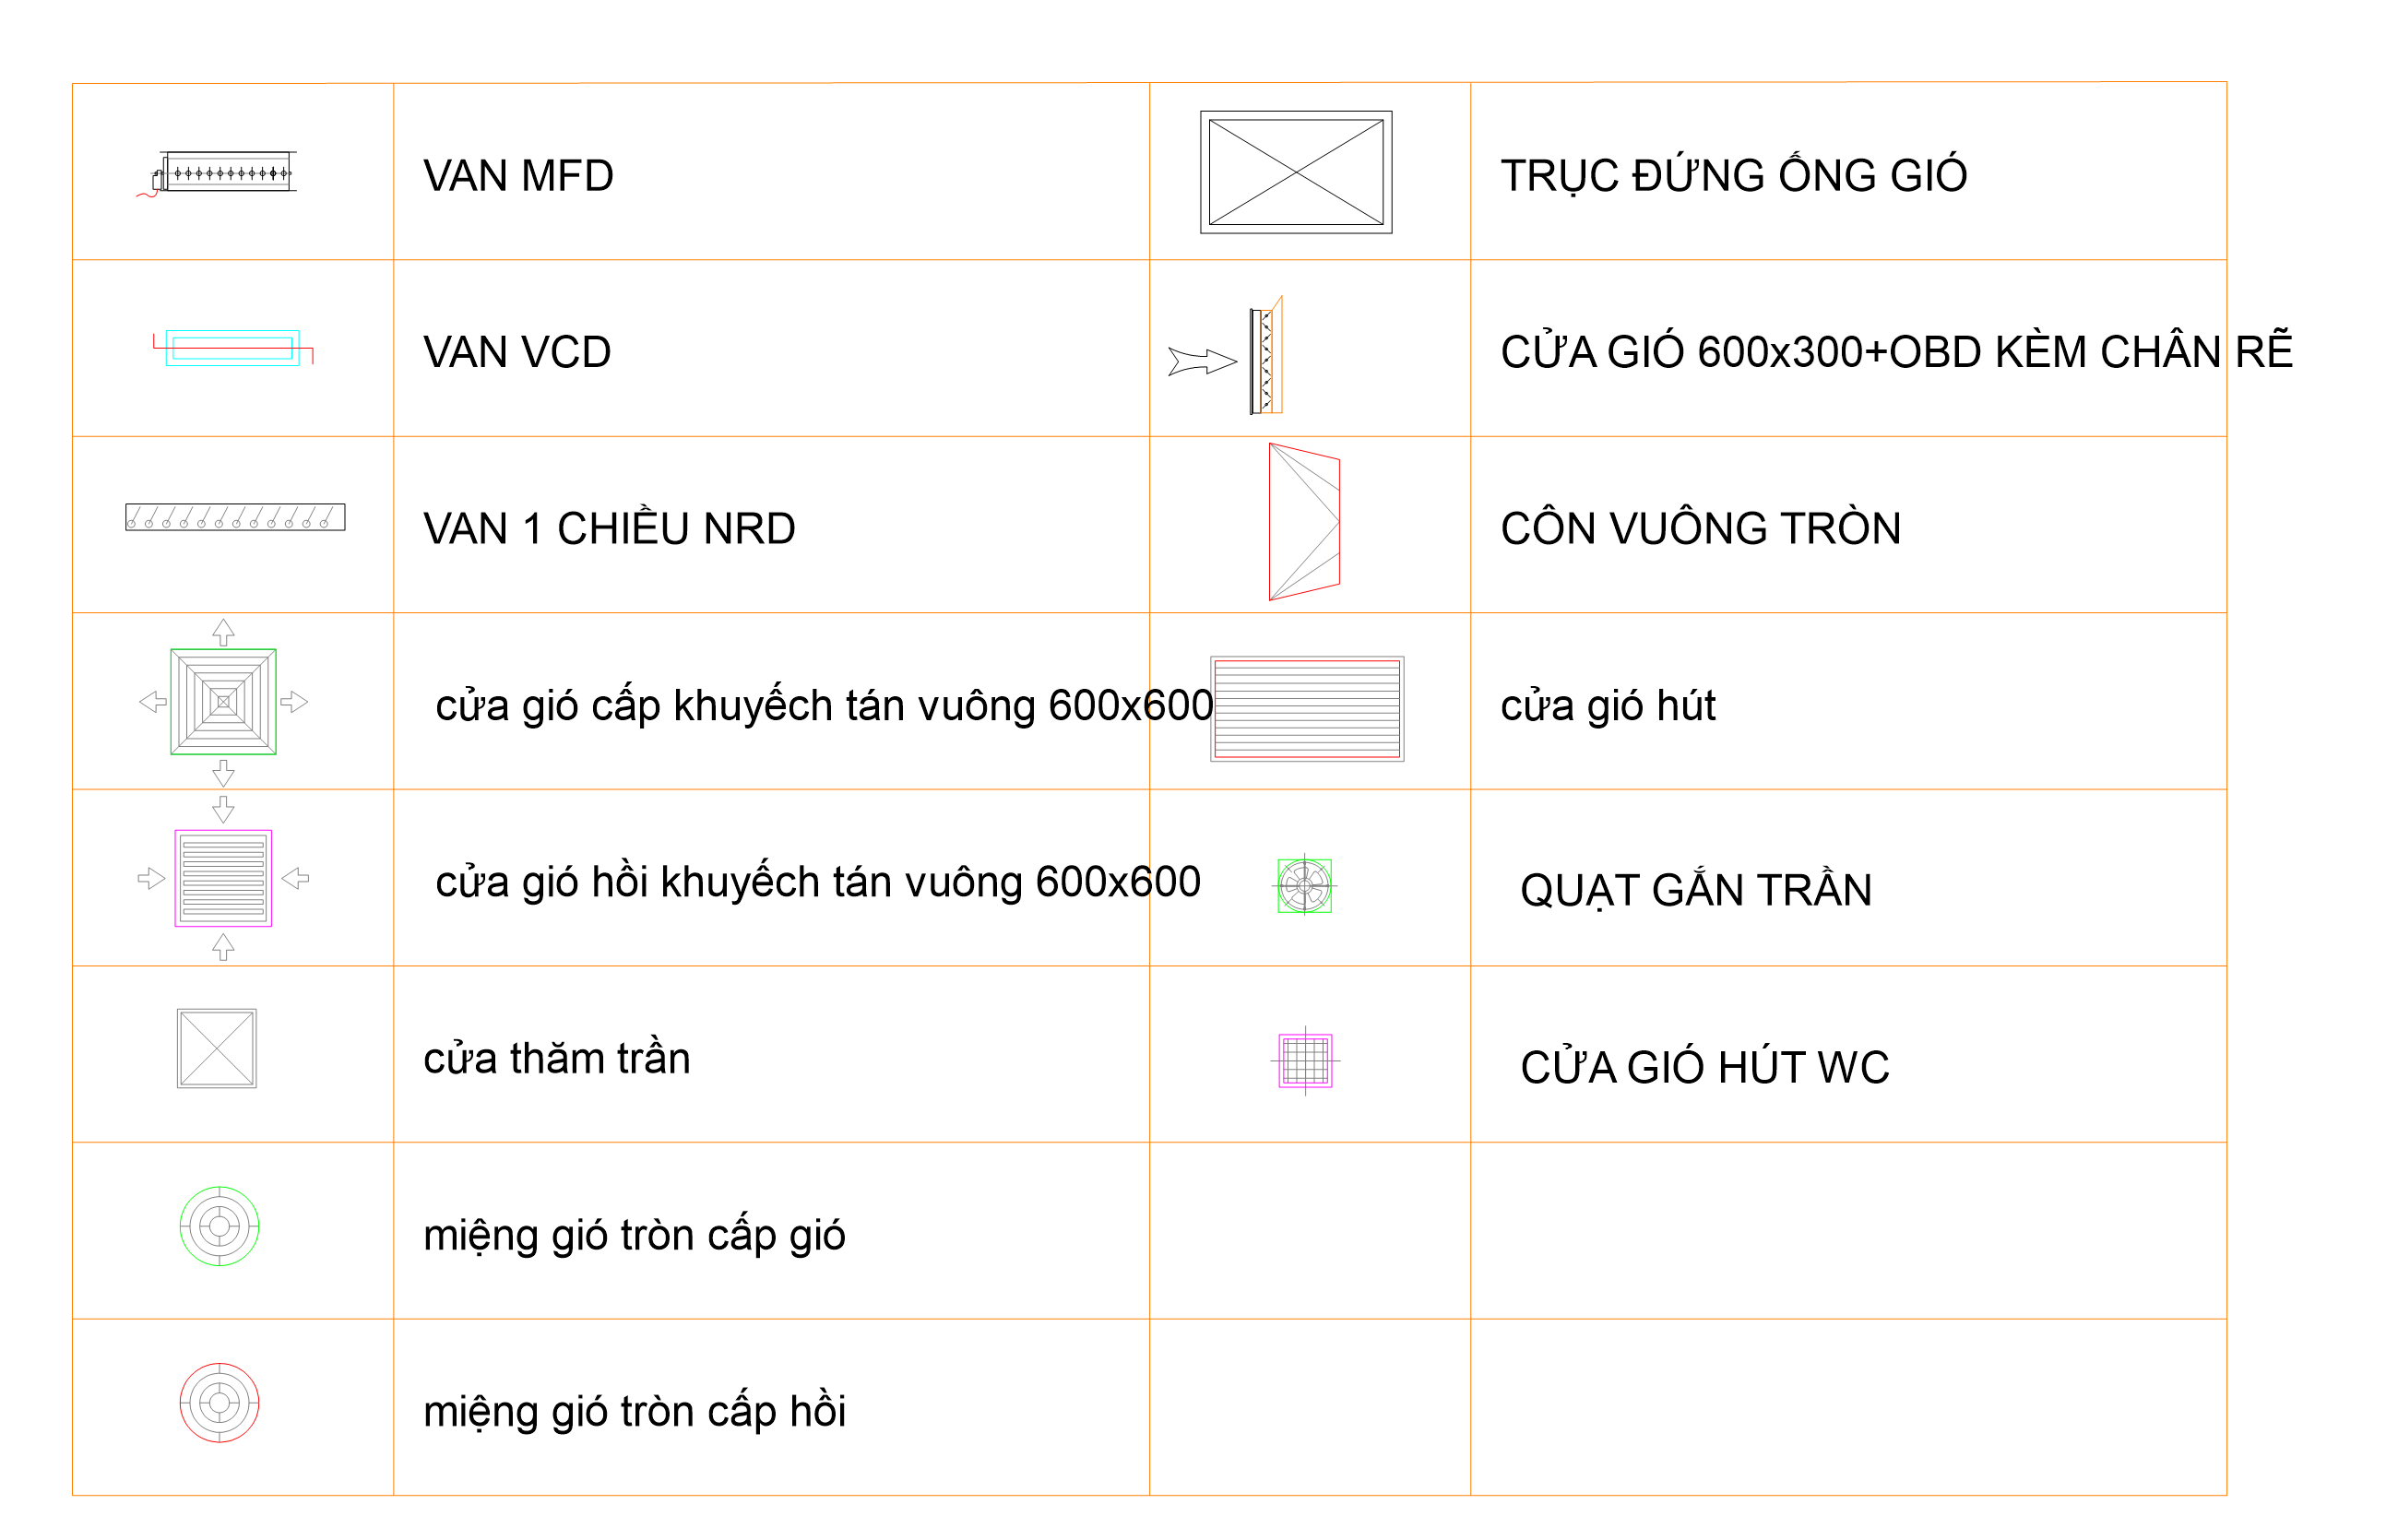 VAN MFD
TRỤC ĐỨNG ỐNG GIÓ
VAN VCD
CỬA GIÓ 600x300+OBD KÈM CHÂN RẼ
VAN 1 CHIỀU NRD
CÔN VUÔNG TRÒN
cửa gió cấp khuyếch tán vuông 600x600
cửa gió hút
cửa gió hồi khuyếch tán vuông 600x600
QUẠT GẮN TRẦN
cửa thăm trần
CỬA GIÓ HÚT WC
miệng gió tròn cấp gió
miệng gió tròn cấp hồi